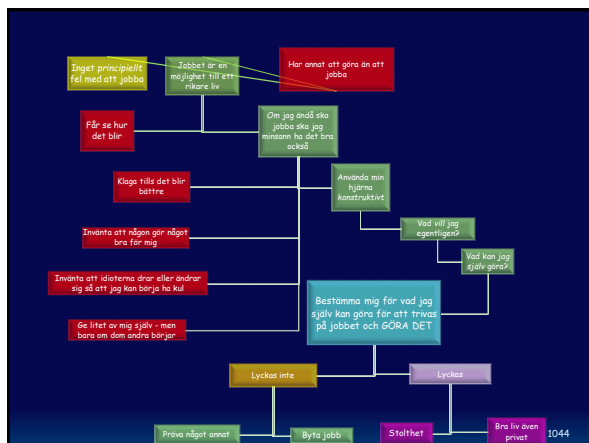 Inget principiellt
fel med att jobba
Jobbet är en
möjlighet till ett
rikare liv
Har annat att göra än att
jobba
Får se hur
det blir
Om jag ändå ska
jobba ska jag
minsann ha det bra
också
Klaga tills det blir
bättre
Använda min
hjärna
konstruktivt
Invänta att någon gör något
bra för mig
Vad vill jag
egentligen?
Vad kan jag
själv göra?
Invänta att idioterna drar eller ändrar
sig så att jag kan börja ha kul
Bestämma mig för vad jag
själv kan göra för att trivas
på jobbet och GÖRA DET
Ge litet av mig själv - men
bara om dom andra börjar
Lyckas inte
Lyckas
Pröva något annat
Byta jobb
Stolthet
Bra liv även
privat
1044